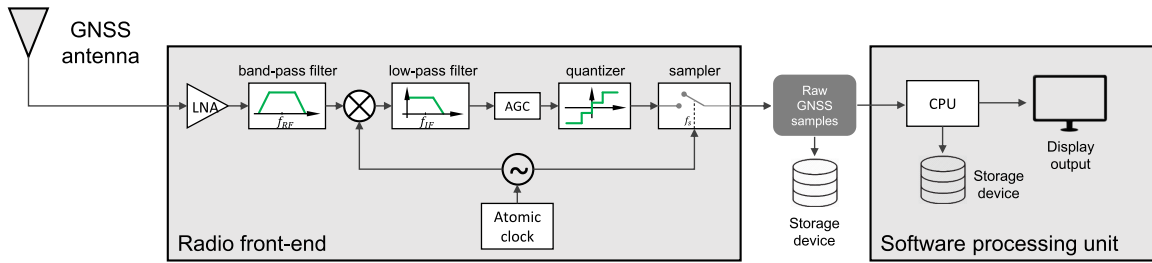 GNSS
antenna
band-pass filter
low-pass filter
quantizer
sampler
LNA
f_RF
f_IF
AGC
f_s
Raw
GNSS
samples
CPU
Display
output
Storage
device
Storage
device
Atomic
clock
Radio front-end
Software processing unit